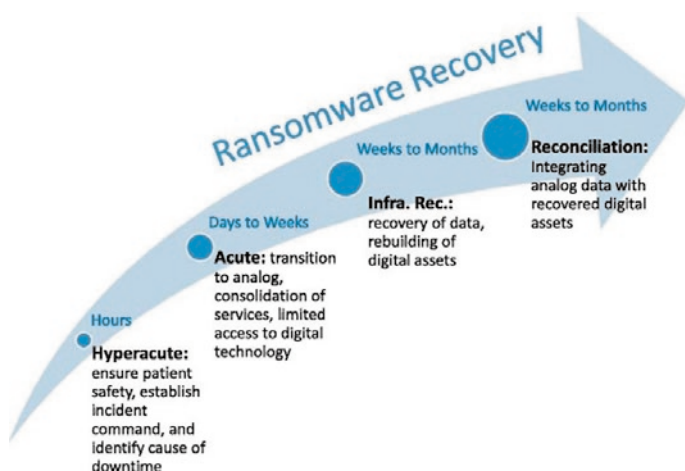 Ransomware Recovery
Hours
Hyperacute:
ensure patient
safety, establish
incident
command, and
identify cause of
downtime
Days to Weeks
Acute: transition
to analog,
consolidation of
services, limited
access to digital
technology
Weeks to Months
Infra. Rec.:
recovery of data,
rebuilding of
digital assets
Weeks to Months
Reconciliation:
Integrating
analog data with
recovered digital
assets